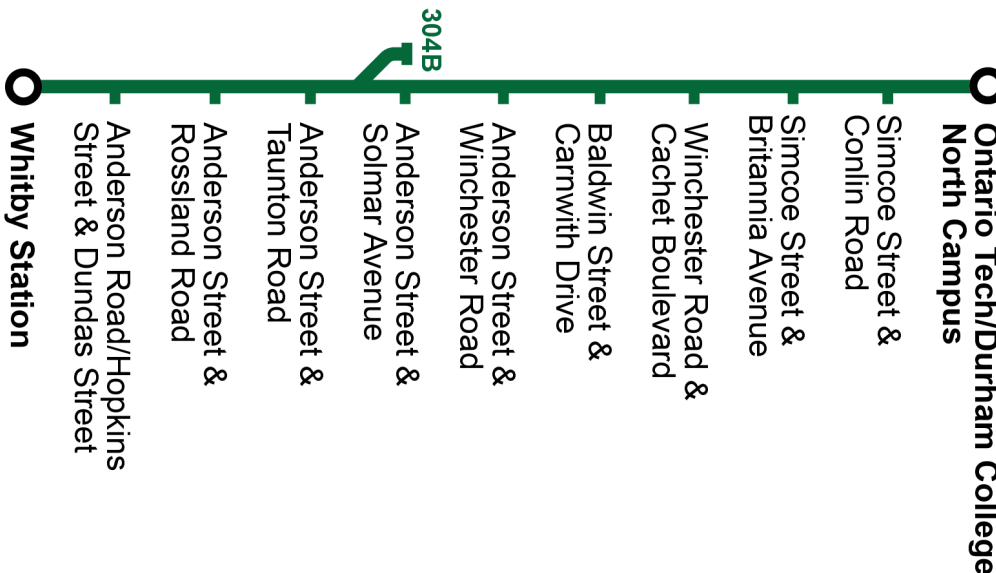 304B
Ontario Tech/Durham College
North Campus
Simcoe Street &
Conlin Road
Simcoe Street &
Britannia Avenue
Winchester Road &
Cachet Boulevard
Baldwin Street &
Carnwith Drive
Anderson Street &
Winchester Road
Anderson Street &
Solmar Avenue
Anderson Street &
Taunton Road
Anderson Street &
Rossland Road
Anderson Road/Hopkins
Street & Dundas Street
Whitby Station